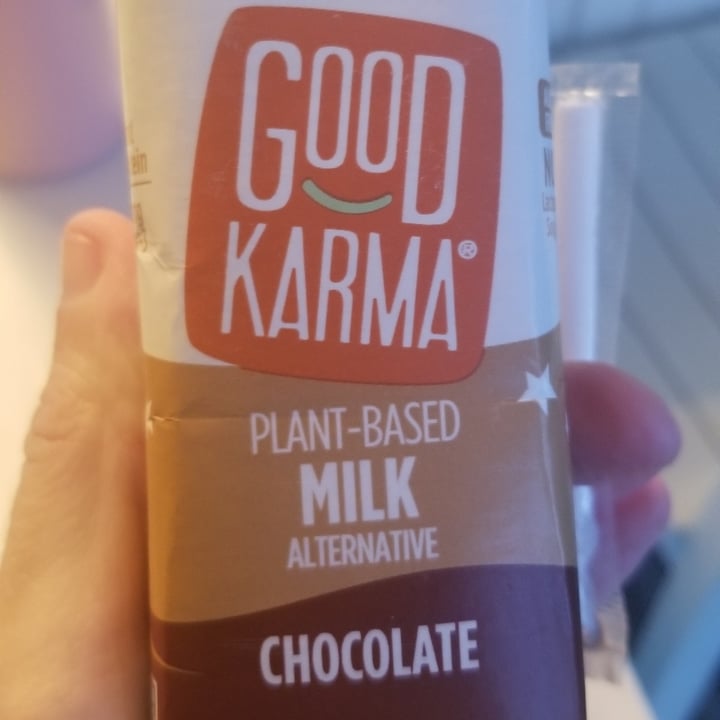 GOOD
KARMA®
PLANT-BASED
MILK
ALTERNATIVE
CHOCOLATE